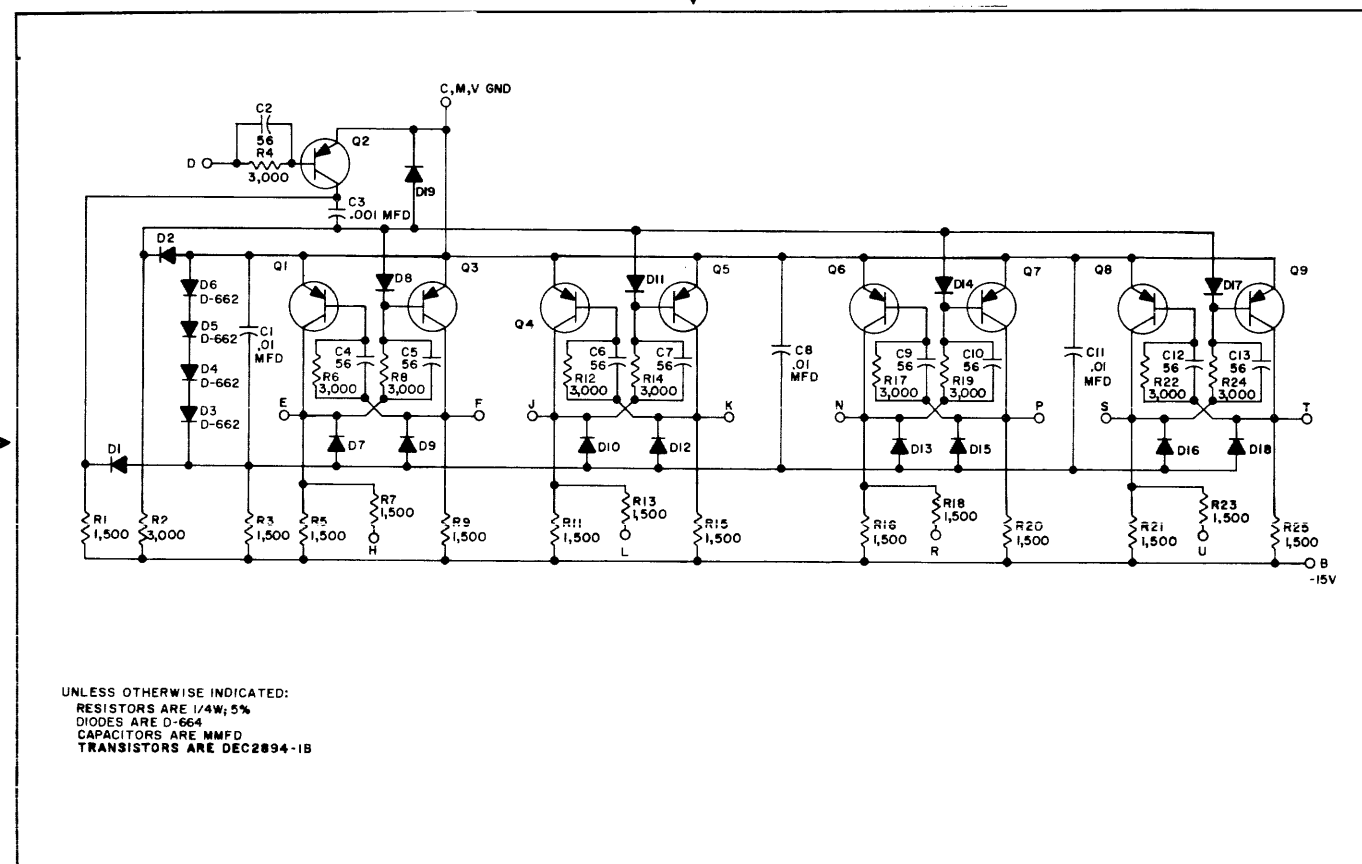 C,M,V GND
C2
56
Q2
R4
D
3,000
D19
C3
.001 MFD
D2
Q1
D8
Q3
D11
Q5
Q6
D14
Q7
Q8
D17
Q9
D6
D-662
D5
D-662
D4
D-662
D3
D-662
C1
.01
MFD
Q4
C4
56
R6
3,000
C5
56
R8
3,000
C6
56
R12
3,000
C7
56
R14
3,000
C8
.01
MFD
C9
56
R17
3,000
C10
56
R19
3,000
C11
.01
MFD
C12
56
R22
3,000
C13
56
R24
3,000
E
F
J
K
N
P
S
T
D7
D9
D10
D12
D13
D15
D16
D18
D1
R1
1,500
R2
3,000
R3
1,500
R5
1,500
R7
1,500
H
R9
1,500
R11
1,500
R13
1,500
L
R15
1,500
R16
1,500
R18
1,500
R
R20
1,500
R21
1,500
R23
1,500
U
R25
1,500
B
-15V
UNLESS OTHERWISE INDICATED:
RESISTORS ARE 1/4W; 5%
DIODES ARE D-664
CAPACITORS ARE MMFD
TRANSISTORS ARE DEC2894-1B